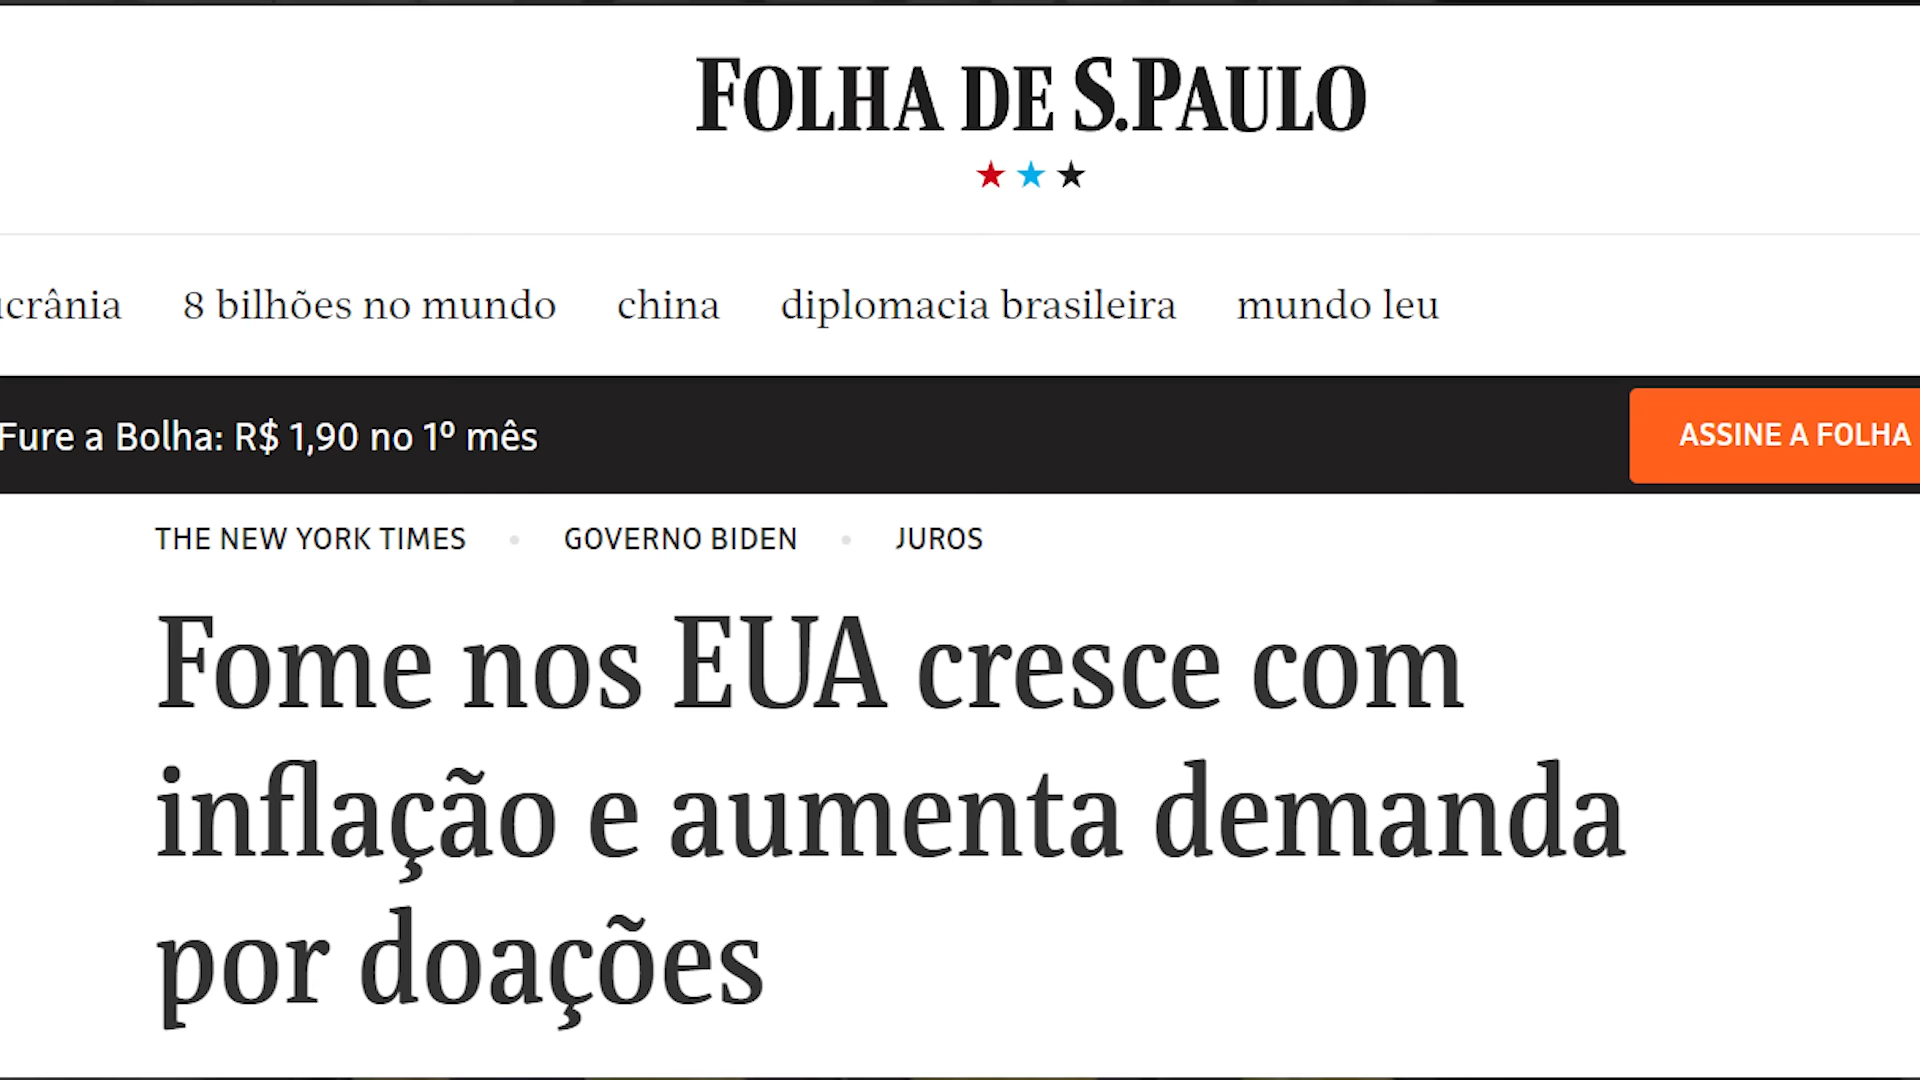 FOLHA DE S.PAULO
ucrânia 8 bilhões no mundo china diplomacia brasileira mundo leu
Fure a Bolha: R$ 1,90 no 1º mês ASSINE A FOLHA
THE NEW YORK TIMES • GOVERNO BIDEN • JUROS
Fome nos EUA cresce com
inflação e aumenta demanda
por doações